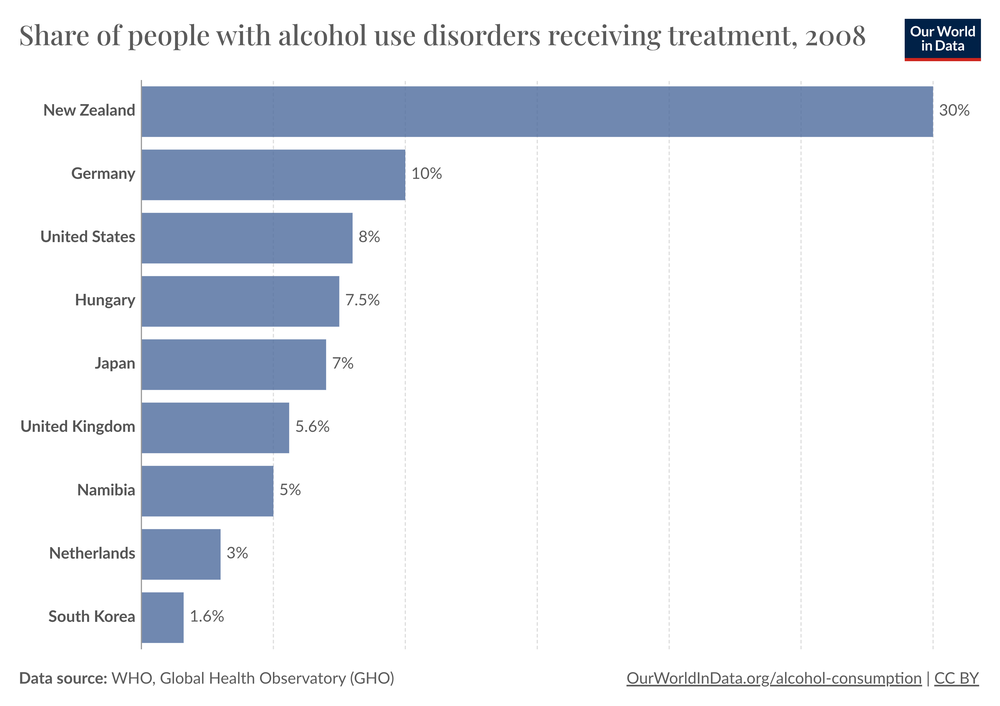 Share of people with alcohol use disorders receiving treatment, 2008
Our World
in Data
New Zealand 30%
Germany 10%
United States 8%
Hungary 7.5%
Japan 7%
United Kingdom 5.6%
Namibia 5%
Netherlands 3%
South Korea 1.6%
Data source: WHO, Global Health Observatory (GHO)
OurWorldInData.org/alcohol-consumption | CC BY